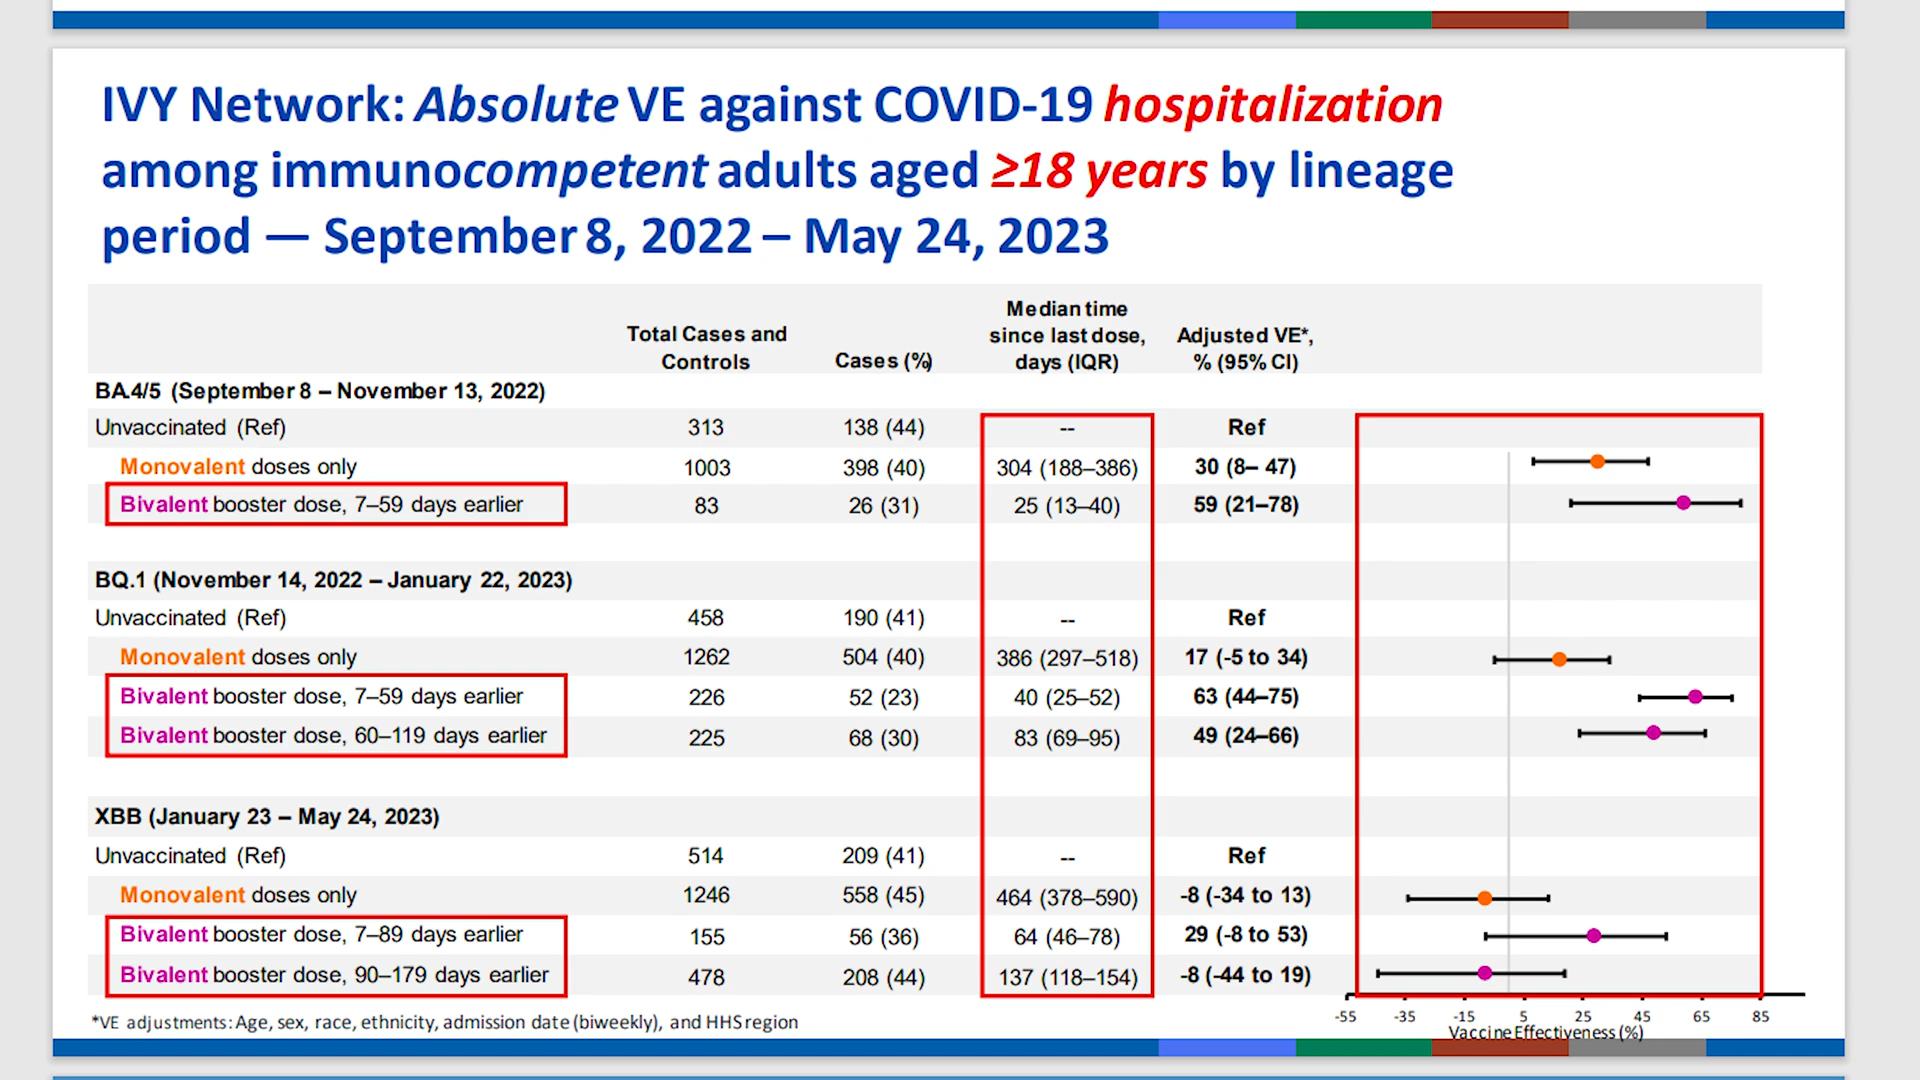 IVY Network: Absolute VE against COVID-19 hospitalization
among immunocompetent adults aged ≥18 years by lineage
period — September 8, 2022 – May 24, 2023
Total Cases and Controls Cases (%) Median time since last dose, days (IQR) Adjusted VE*, % (95% CI)
BA.4/5 (September 8 – November 13, 2022)
Unvaccinated (Ref) 313 138 (44) -- Ref
Monovalent doses only 1003 398 (40) 304 (188–386) 30 (8– 47)
Bivalent booster dose, 7–59 days earlier 83 26 (31) 25 (13–40) 59 (21–78)
BQ.1 (November 14, 2022 – January 22, 2023)
Unvaccinated (Ref) 458 190 (41) -- Ref
Monovalent doses only 1262 504 (40) 386 (297–518) 17 (-5 to 34)
Bivalent booster dose, 7–59 days earlier 226 52 (23) 40 (25–52) 63 (44–75)
Bivalent booster dose, 60–119 days earlier 225 68 (30) 83 (69–95) 49 (24–66)
XBB (January 23 – May 24, 2023)
Unvaccinated (Ref) 514 209 (41) -- Ref
Monovalent doses only 1246 558 (45) 464 (378–590) -8 (-34 to 13)
Bivalent booster dose, 7–89 days earlier 155 56 (36) 64 (46–78) 29 (-8 to 53)
Bivalent booster dose, 90–179 days earlier 478 208 (44) 137 (118–154) -8 (-44 to 19)
-55 -35 -15 5 25 45 65 85
Vaccine Effectiveness (%)
*VE adjustments: Age, sex, race, ethnicity, admission date (biweekly), and HHS region